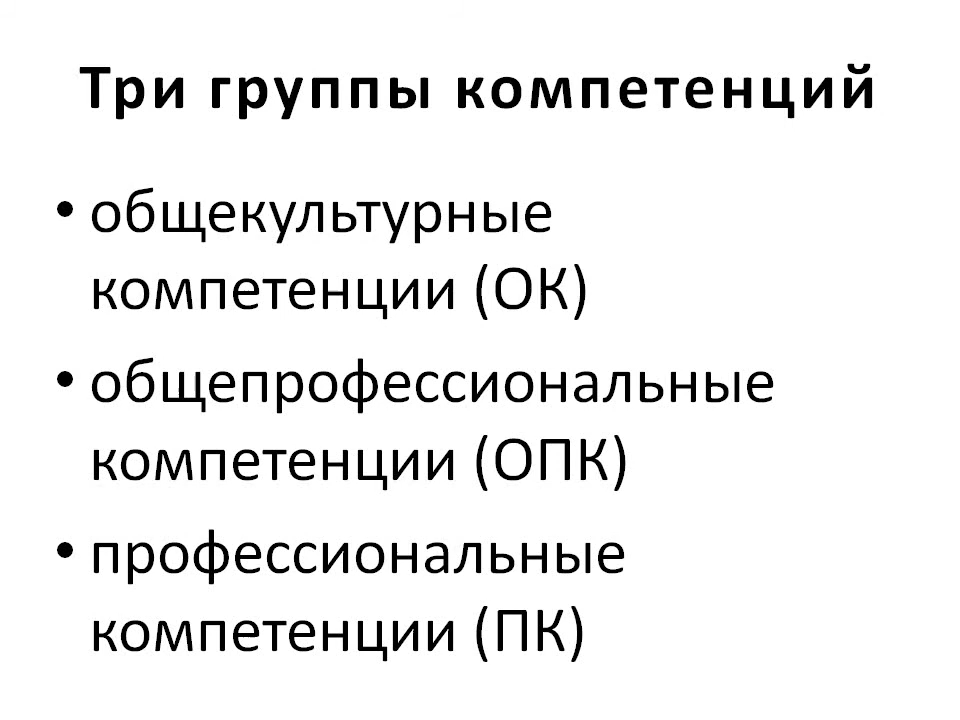 Три группы компетенций
• общекультурные
компетенции (ОК)
• общепрофессиональные
компетенции (ОПК)
• профессиональные
компетенции (ПК)